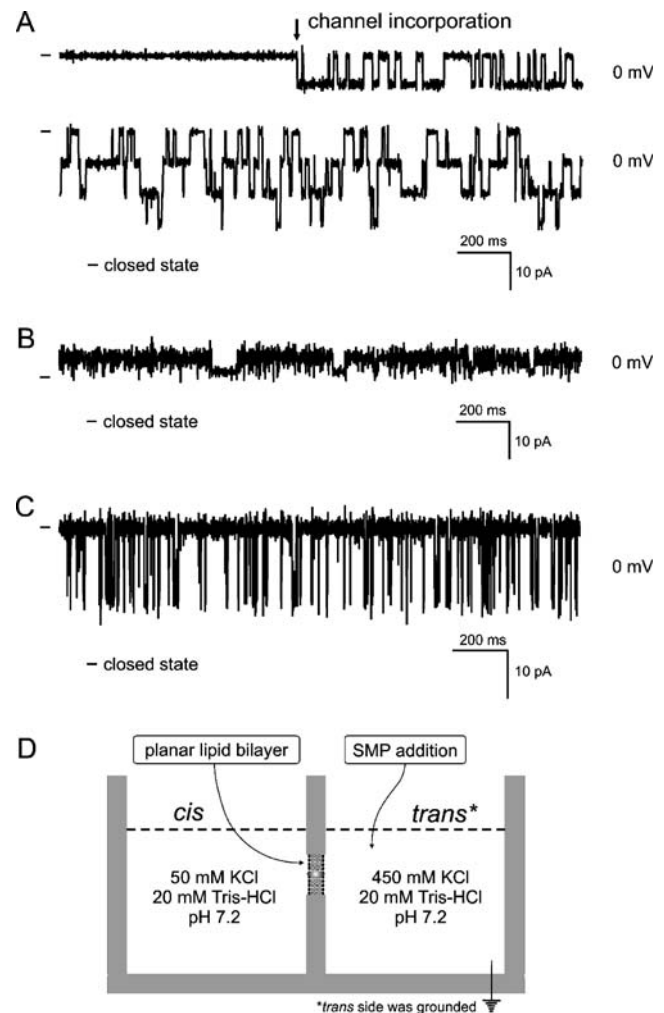 A
channel incorporation
0 mV
0 mV
200 ms
– closed state
10 pA
B
0 mV
200 ms
– closed state
10 pA
C
0 mV
200 ms
– closed state
10 pA
D
planar lipid bilayer
SMP addition
cis
trans*
50 mM KCl
20 mM Tris-HCl
pH 7.2
450 mM KCl
20 mM Tris-HCl
pH 7.2
*trans side was grounded